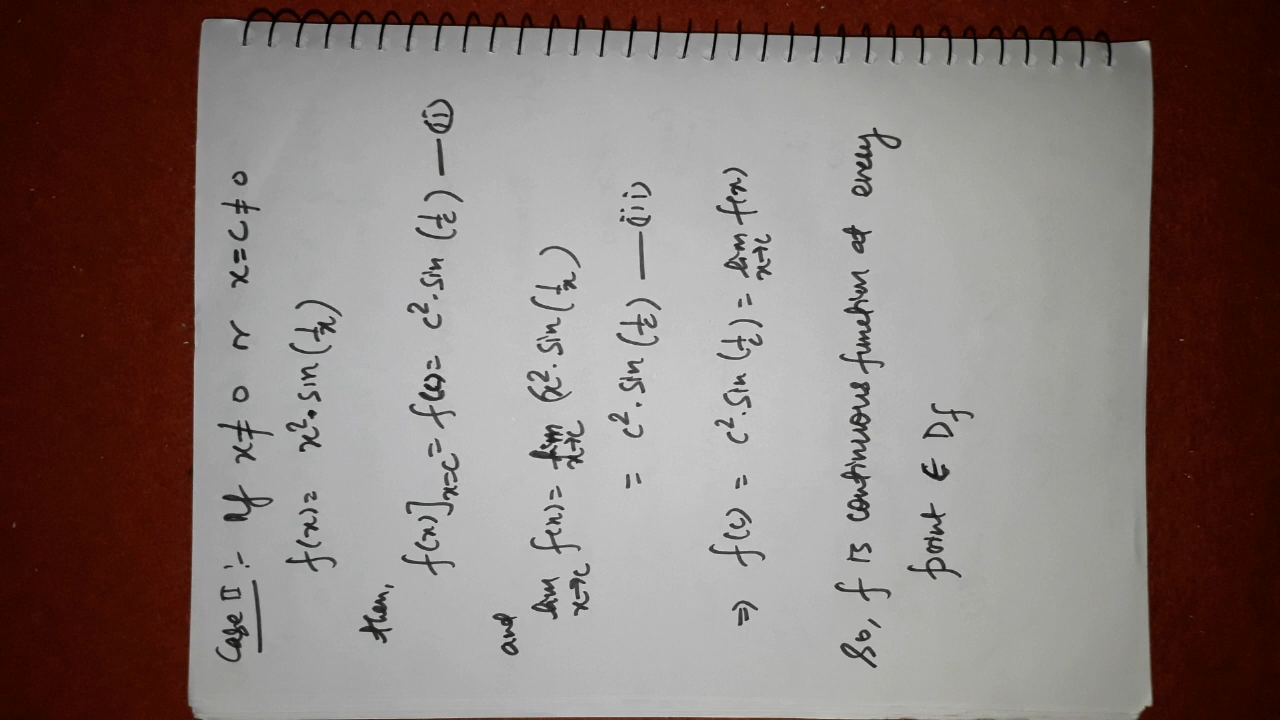 Case II :- If x ≠ 0 or x = c ≠ 0
f(x) = x². sin(1/x)
then,
f(x)]x=c = f(c) = c². sin(1/c) — (ii)
and
lim x→c f(x) = lim x→c (x². sin(1/x)
= c². sin(1/c) — (iii)
⇒ f(c) = c². sin(1/c) = lim x→c f(x)
So, f is continuous function at every
point ∈ Df